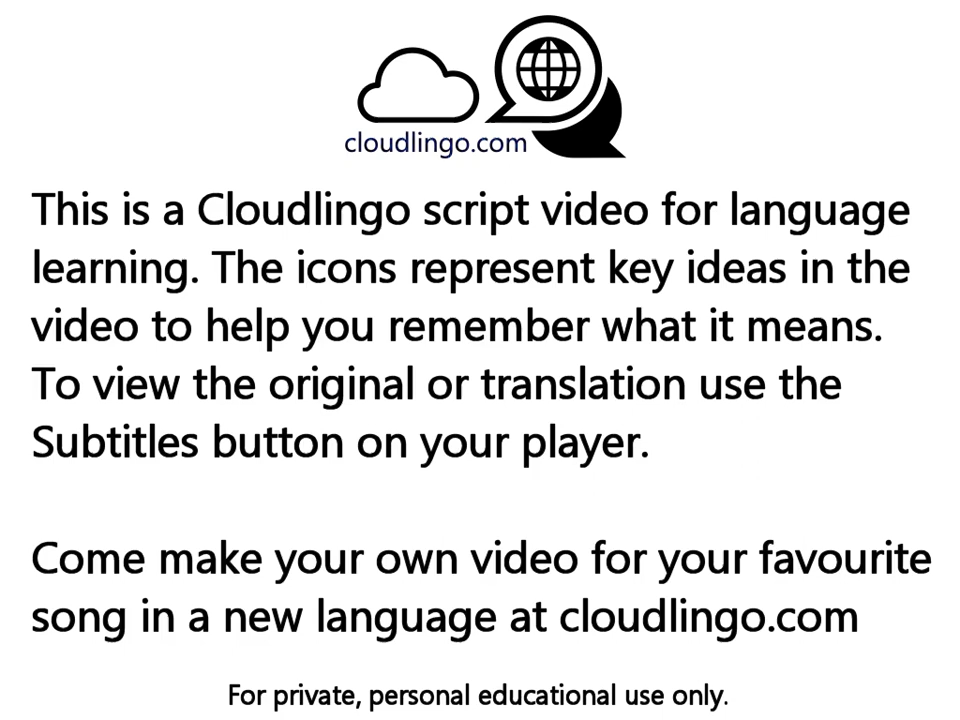 cloudlingo.com
This is a Cloudlingo script video for language
learning. The icons represent key ideas in the
video to help you remember what it means.
To view the original or translation use the
Subtitles button on your player.
Come make your own video for your favourite
song in a new language at cloudlingo.com
For private, personal educational use only.